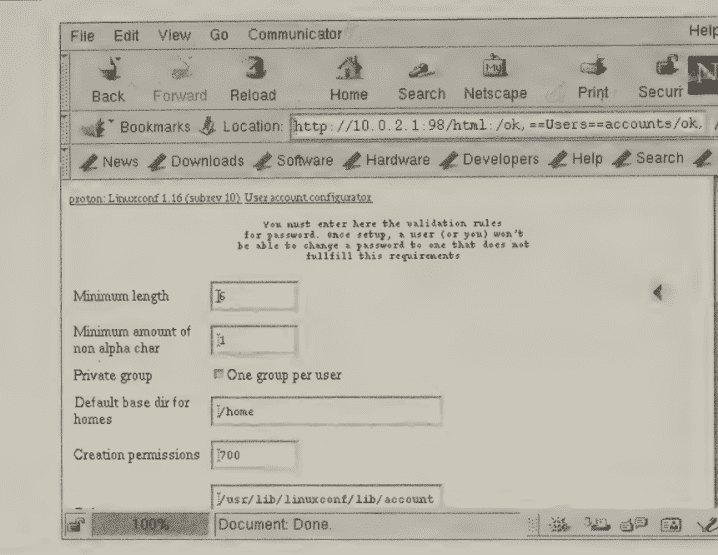 File Edit View Go Communicator Help
Back Forward Reload Home Search Netscape Print Securi
My N
Bookmarks Location: http://10.0.2.1:98/html:/ok,==Users==accounts/ok,
News Downloads Software Hardware Developers Help Search
proton: Linuxconf 1.16 (subrev 10) User account configurator
You must enter here the validation rules
for password. once setup, a user (or you) won't
be able to change a password to one that does not
fullfill this requirements
Minimum length 6
Minimum amount of
non alpha char 1
Private group One group per user
Default base dir for
homes /home
Creation permissions 700
/usr/lib/linuxconf/lib/account
100% Document: Done.